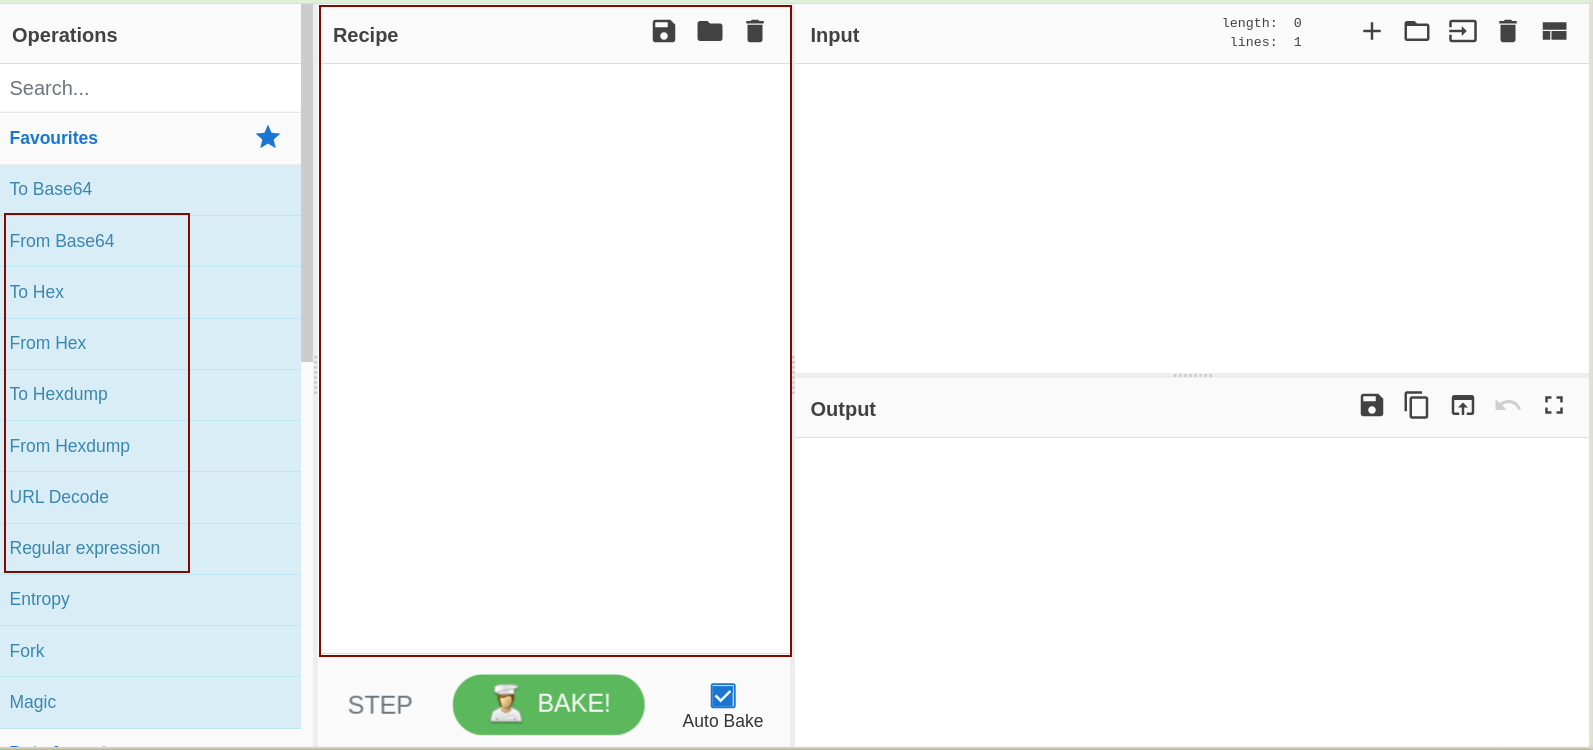 Operations
Search...
Favourites
To Base64
From Base64
To Hex
From Hex
To Hexdump
From Hexdump
URL Decode
Regular expression
Entropy
Fork
Magic
Recipe
STEP
BAKE!
Auto Bake
Input
length: 0
lines: 1
Output